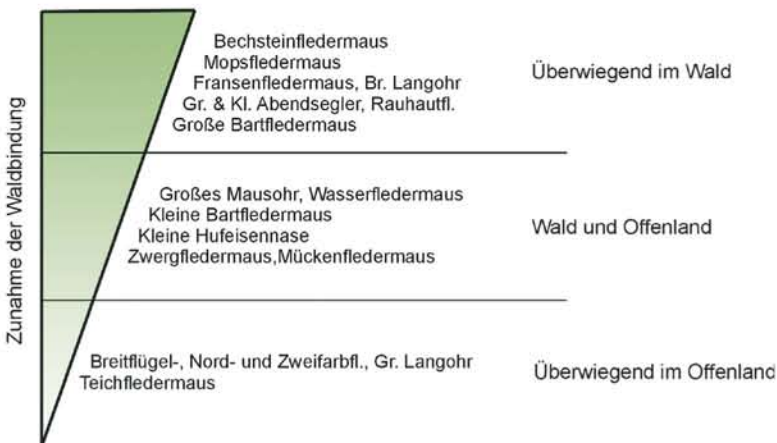 Zunahme der Waldbindung
Bechsteinfledermaus
Mopsfledermaus
Fransenfledermaus, Br. Langohr
Gr. & Kl. Abendsegler, Rauhautfl.
Große Bartfledermaus
Überwiegend im Wald
Großes Mausohr, Wasserfledermaus
Kleine Bartfledermaus
Kleine Hufeisennase
Zwergfledermaus,Mückenfledermaus
Wald und Offenland
Breitflügel-, Nord- und Zweifarbfl., Gr. Langohr
Teichfledermaus
Überwiegend im Offenland